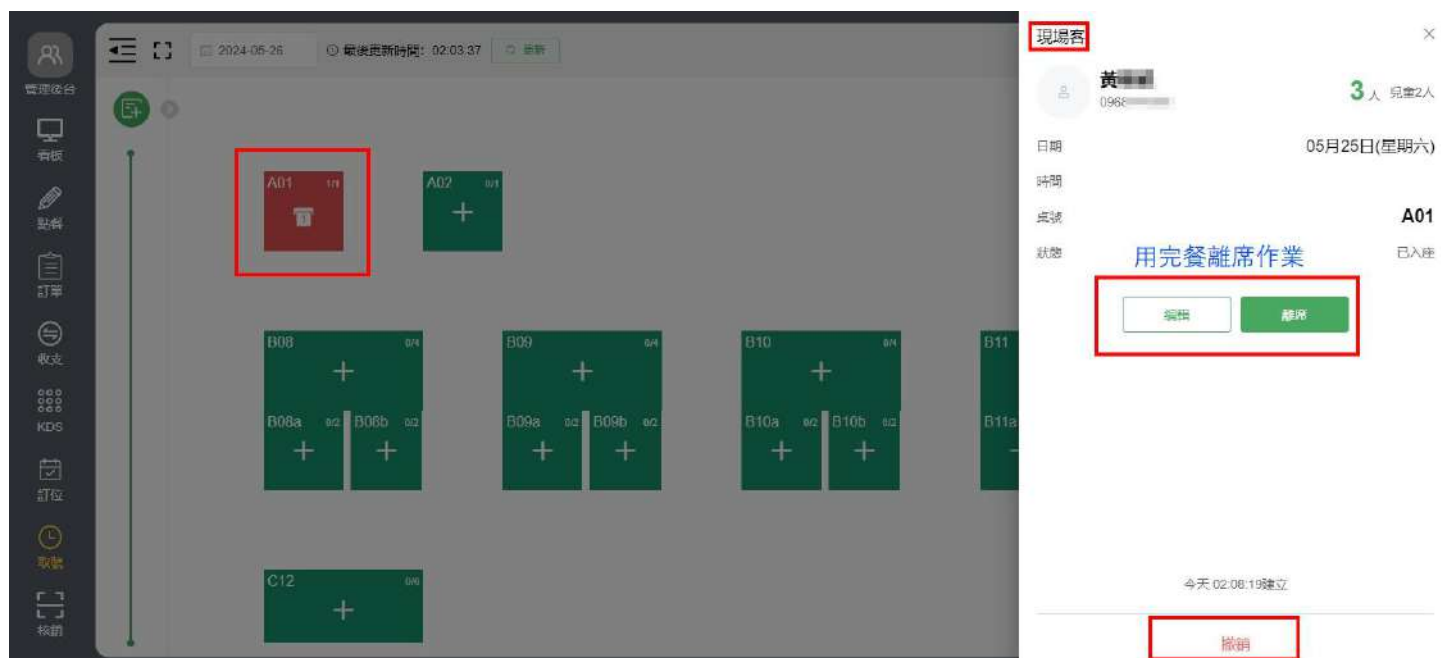 管理後台
看板
點餐
訂單
收支
KDS
訂位
取號
核銷
2024-05-26
最後更新時間: 02:03:37
更新
A01 1/1
1
A02 0/1
B08 0/4
B09 0/4
B10 0/4
B11
B08a 0/2
B08b 0/2
B09a 0/2
B09b 0/2
B10a 0/2
B10b 0/2
B11a
C12 0/6
現場客
黃
0968
3 人 兒童2人
日期 05月25日(星期六)
時間
桌號 A01
狀態 已入座
用完餐離席作業
編輯
離席
今天 02:08:19建立
撤銷